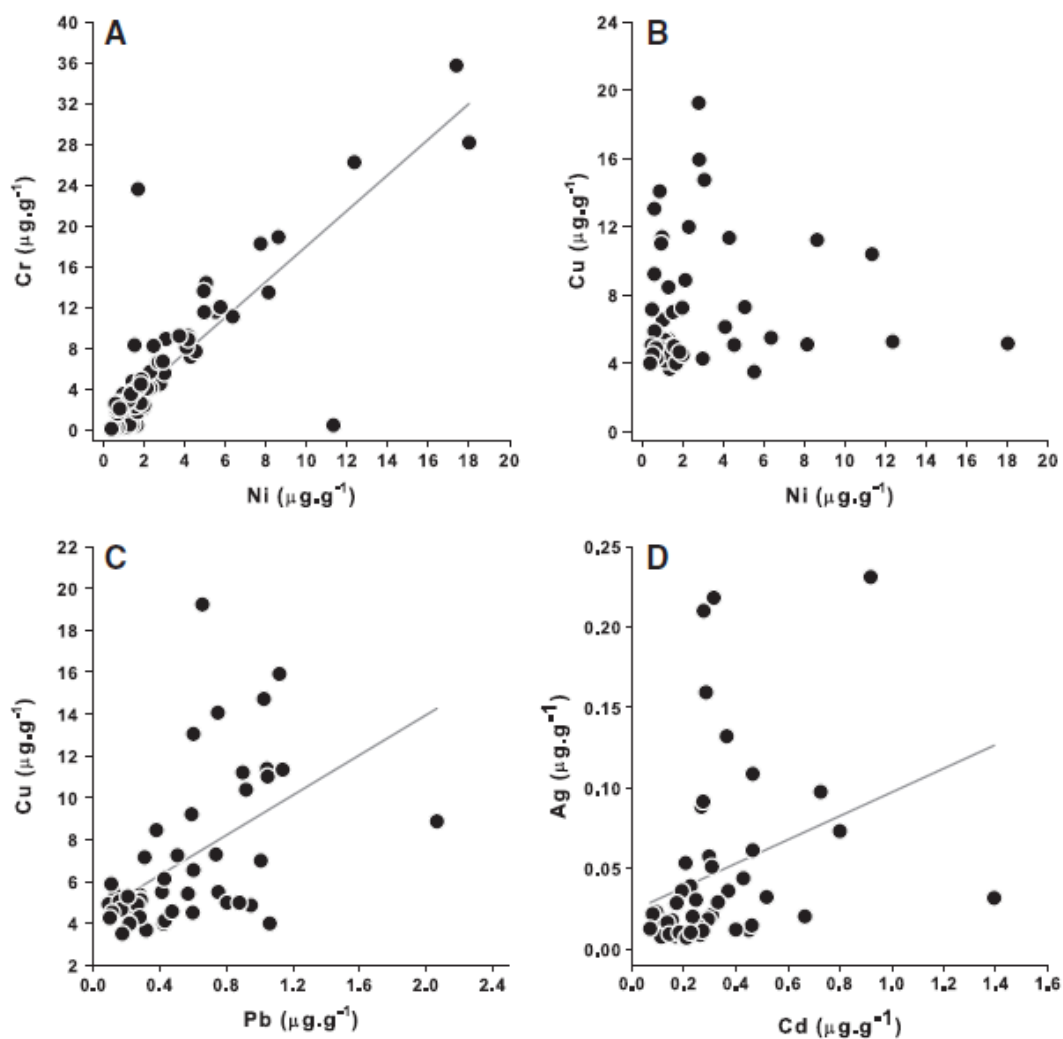 A
40
36
32
28
24
20
16
12
8
4
0
Cr (μg.g⁻¹)
0 2 4 6 8 10 12 14 16 18 20
Ni (μg.g⁻¹)
B
24
20
16
12
8
4
0
Cu (μg.g⁻¹)
0 2 4 6 8 10 12 14 16 18 20
Ni (μg.g⁻¹)
C
22
20
18
16
14
12
10
8
6
4
2
Cu (μg.g⁻¹)
0.0 0.4 0.8 1.2 1.6 2.0 2.4
Pb (μg.g⁻¹)
D
0.25
0.20
0.15
0.10
0.05
0.00
Ag (μg.g⁻¹)
0.0 0.2 0.4 0.6 0.8 1.0 1.2 1.4 1.6
Cd (μg.g⁻¹)